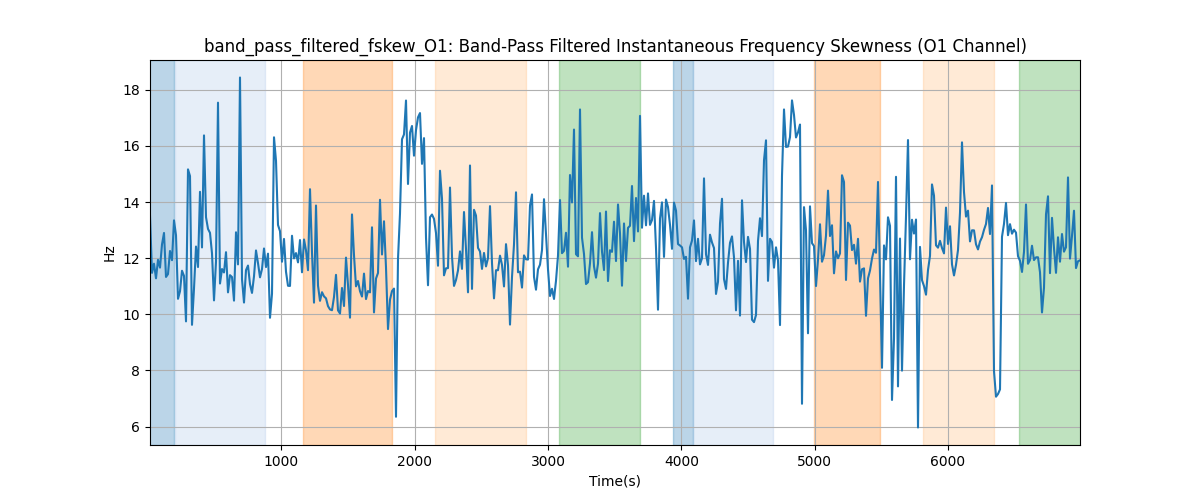 band_pass_filtered_fskew_O1: Band-Pass Filtered Instantaneous Frequency Skewness (O1 Channel)
18
16
14
12
10
8
6
Hz
1000 2000 3000 4000 5000 6000
Time(s)